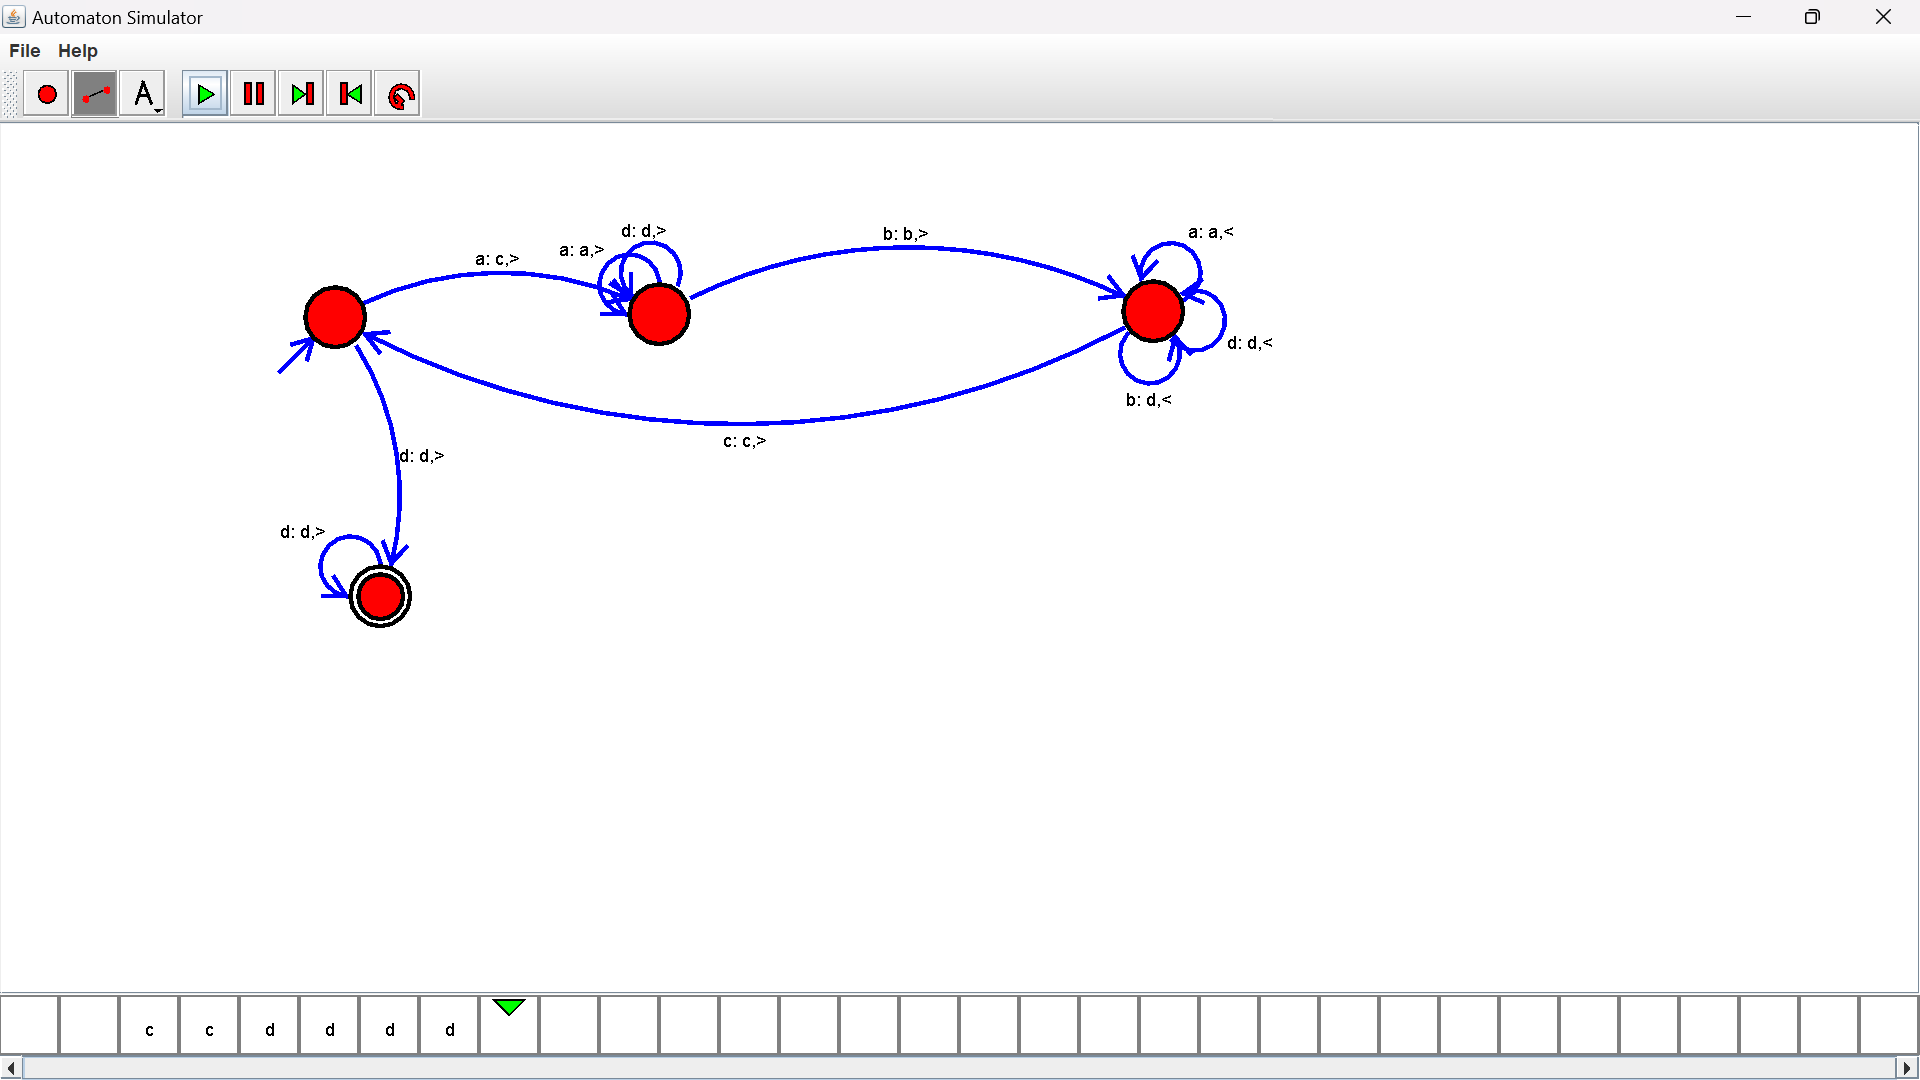 Automaton Simulator
File Help
A
d: d,>
a: a,>
a: c,>
b: b,>
a: a,<
d: d,<
b: d,<
c: c,>
d: d,>
d: d,>
c c d d d d